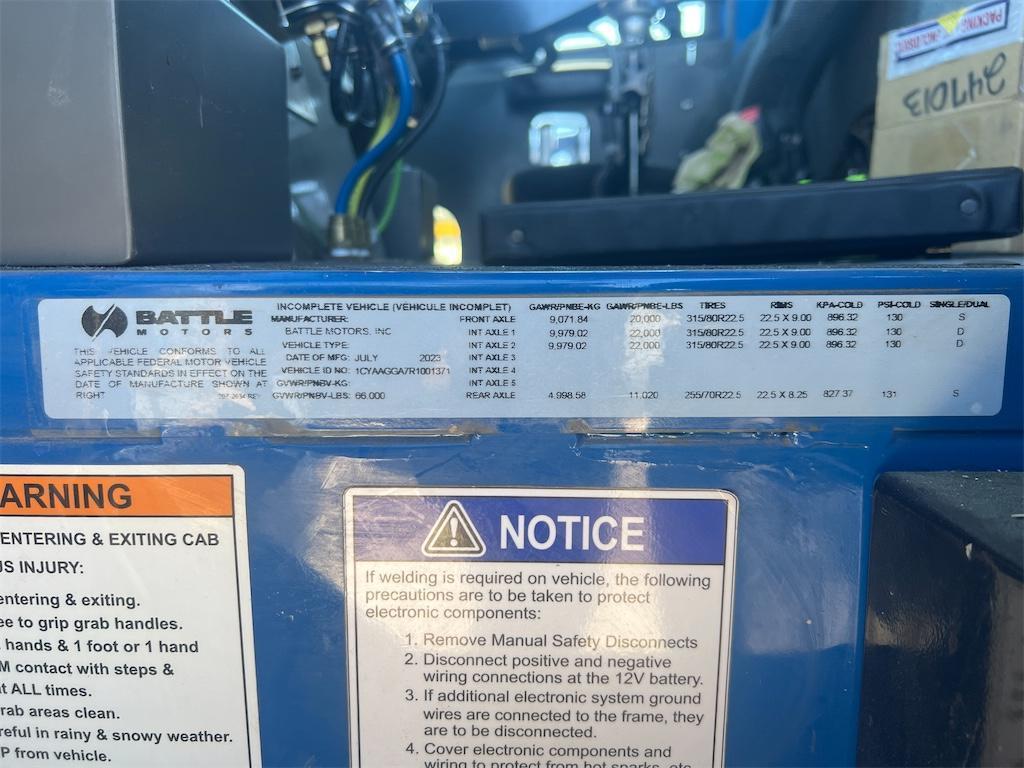 PACKING
247013
BATTLE
MOTORS
THIS VEHICLE CONFORMS TO ALL
APPLICABLE FEDERAL MOTOR VEHICLE
SAFETY STANDARDS IN EFFECT ON THE
DATE OF MANUFACTURE SHOWN AT
RIGHT
INCOMPLETE VEHICLE (VÉHICULE INCOMPLET) GAWR/PNBE-KG GAWR/PNBE-LBS TIRES RIMS KPA-COLD PSI-COLD SINGLE/DUAL
MANUFACTURER: FRONT AXLE 9,071.84 20,000 315/80R22.5 22.5 X 9.00 896.32 130 S
BATTLE MOTORS, INC INT AXLE 1 9,979.02 22,000 315/80R22.5 22.5 X 9.00 896.32 130 D
VEHICLE TYPE: INT AXLE 2 9,979.02 22,000 315/80R22.5 22.5 X 9.00 896.32 130 D
DATE OF MFG: JULY 2023 INT AXLE 3
VEHICLE ID NO: 1CYAAGGA7R1001371 INT AXLE 4
GVWR/PNBV-KG: INT AXLE 5
GVWR/PNBV-LBS: 66.000 REAR AXLE 4.998.58 11,020 255/70R22.5 22.5 X 8.25 827.37 131 S
ARNING
ENTERING & EXITING CAB
US INJURY:
entering & exiting.
ee to grip grab handles.
hands & 1 foot or 1 hand
M contact with steps &
at ALL times.
rab areas clean.
reful in rainy & snowy weather.
P from vehicle.
NOTICE
If welding is required on vehicle, the following
precautions are to be taken to protect
electronic components:
1. Remove Manual Safety Disconnects
2. Disconnect positive and negative
wiring connections at the 12V battery.
3. If additional electronic system ground
wires are connected to the frame, they
are to be disconnected.
4. Cover electronic components and
wiring to protect from hot sparks, etc.